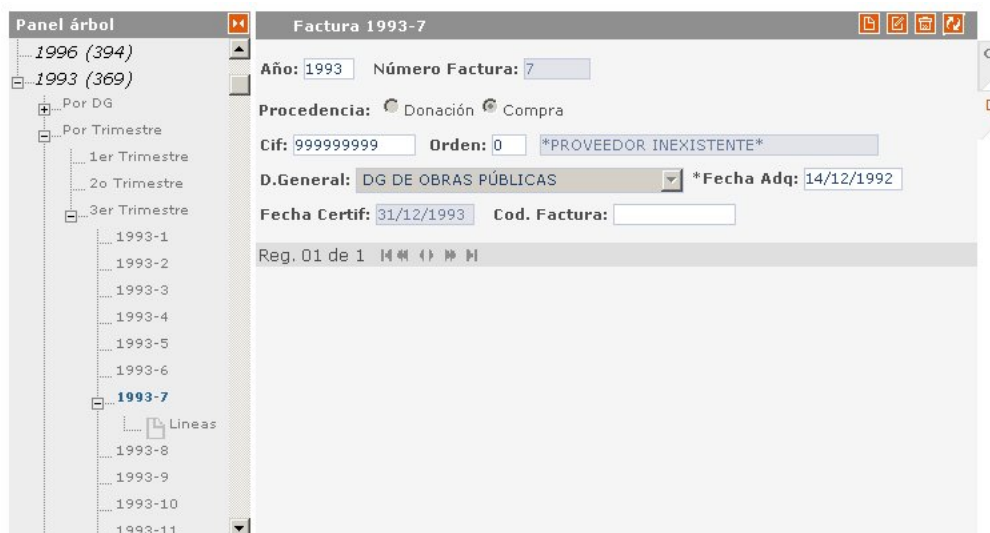 Panel árbol
1996 (394)
1993 (369)
Por DG
Por Trimestre
1er Trimestre
2o Trimestre
3er Trimestre
1993-1
1993-2
1993-3
1993-4
1993-5
1993-6
1993-7
Lineas
1993-8
1993-9
1993-10
1993-11
Factura 1993-7
Año: 1993 Número Factura: 7
Procedencia: Donación Compra
Cif: 999999999 Orden: 0 *PROVEEDOR INEXISTENTE*
D.General: DG DE OBRAS PÚBLICAS *Fecha Adq: 14/12/1992
Fecha Certif: 31/12/1993 Cod. Factura:
Reg. 01 de 1